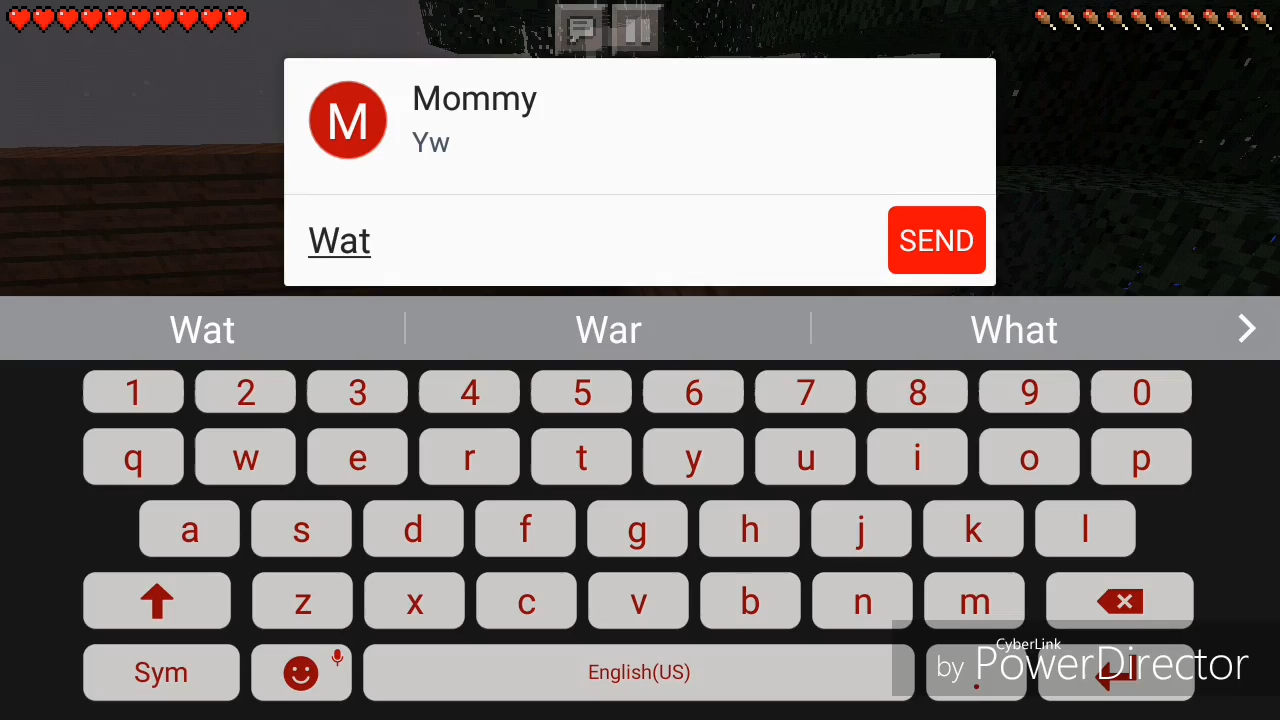 M
Mommy
Yw
Wat
SEND
Wat War What
1 2 3 4 5 6 7 8 9 0
q w e r t y u i o p
a s d f g h j k l
z x c v b n m
Sym English(US) .
CyberLink
by PowerDirector